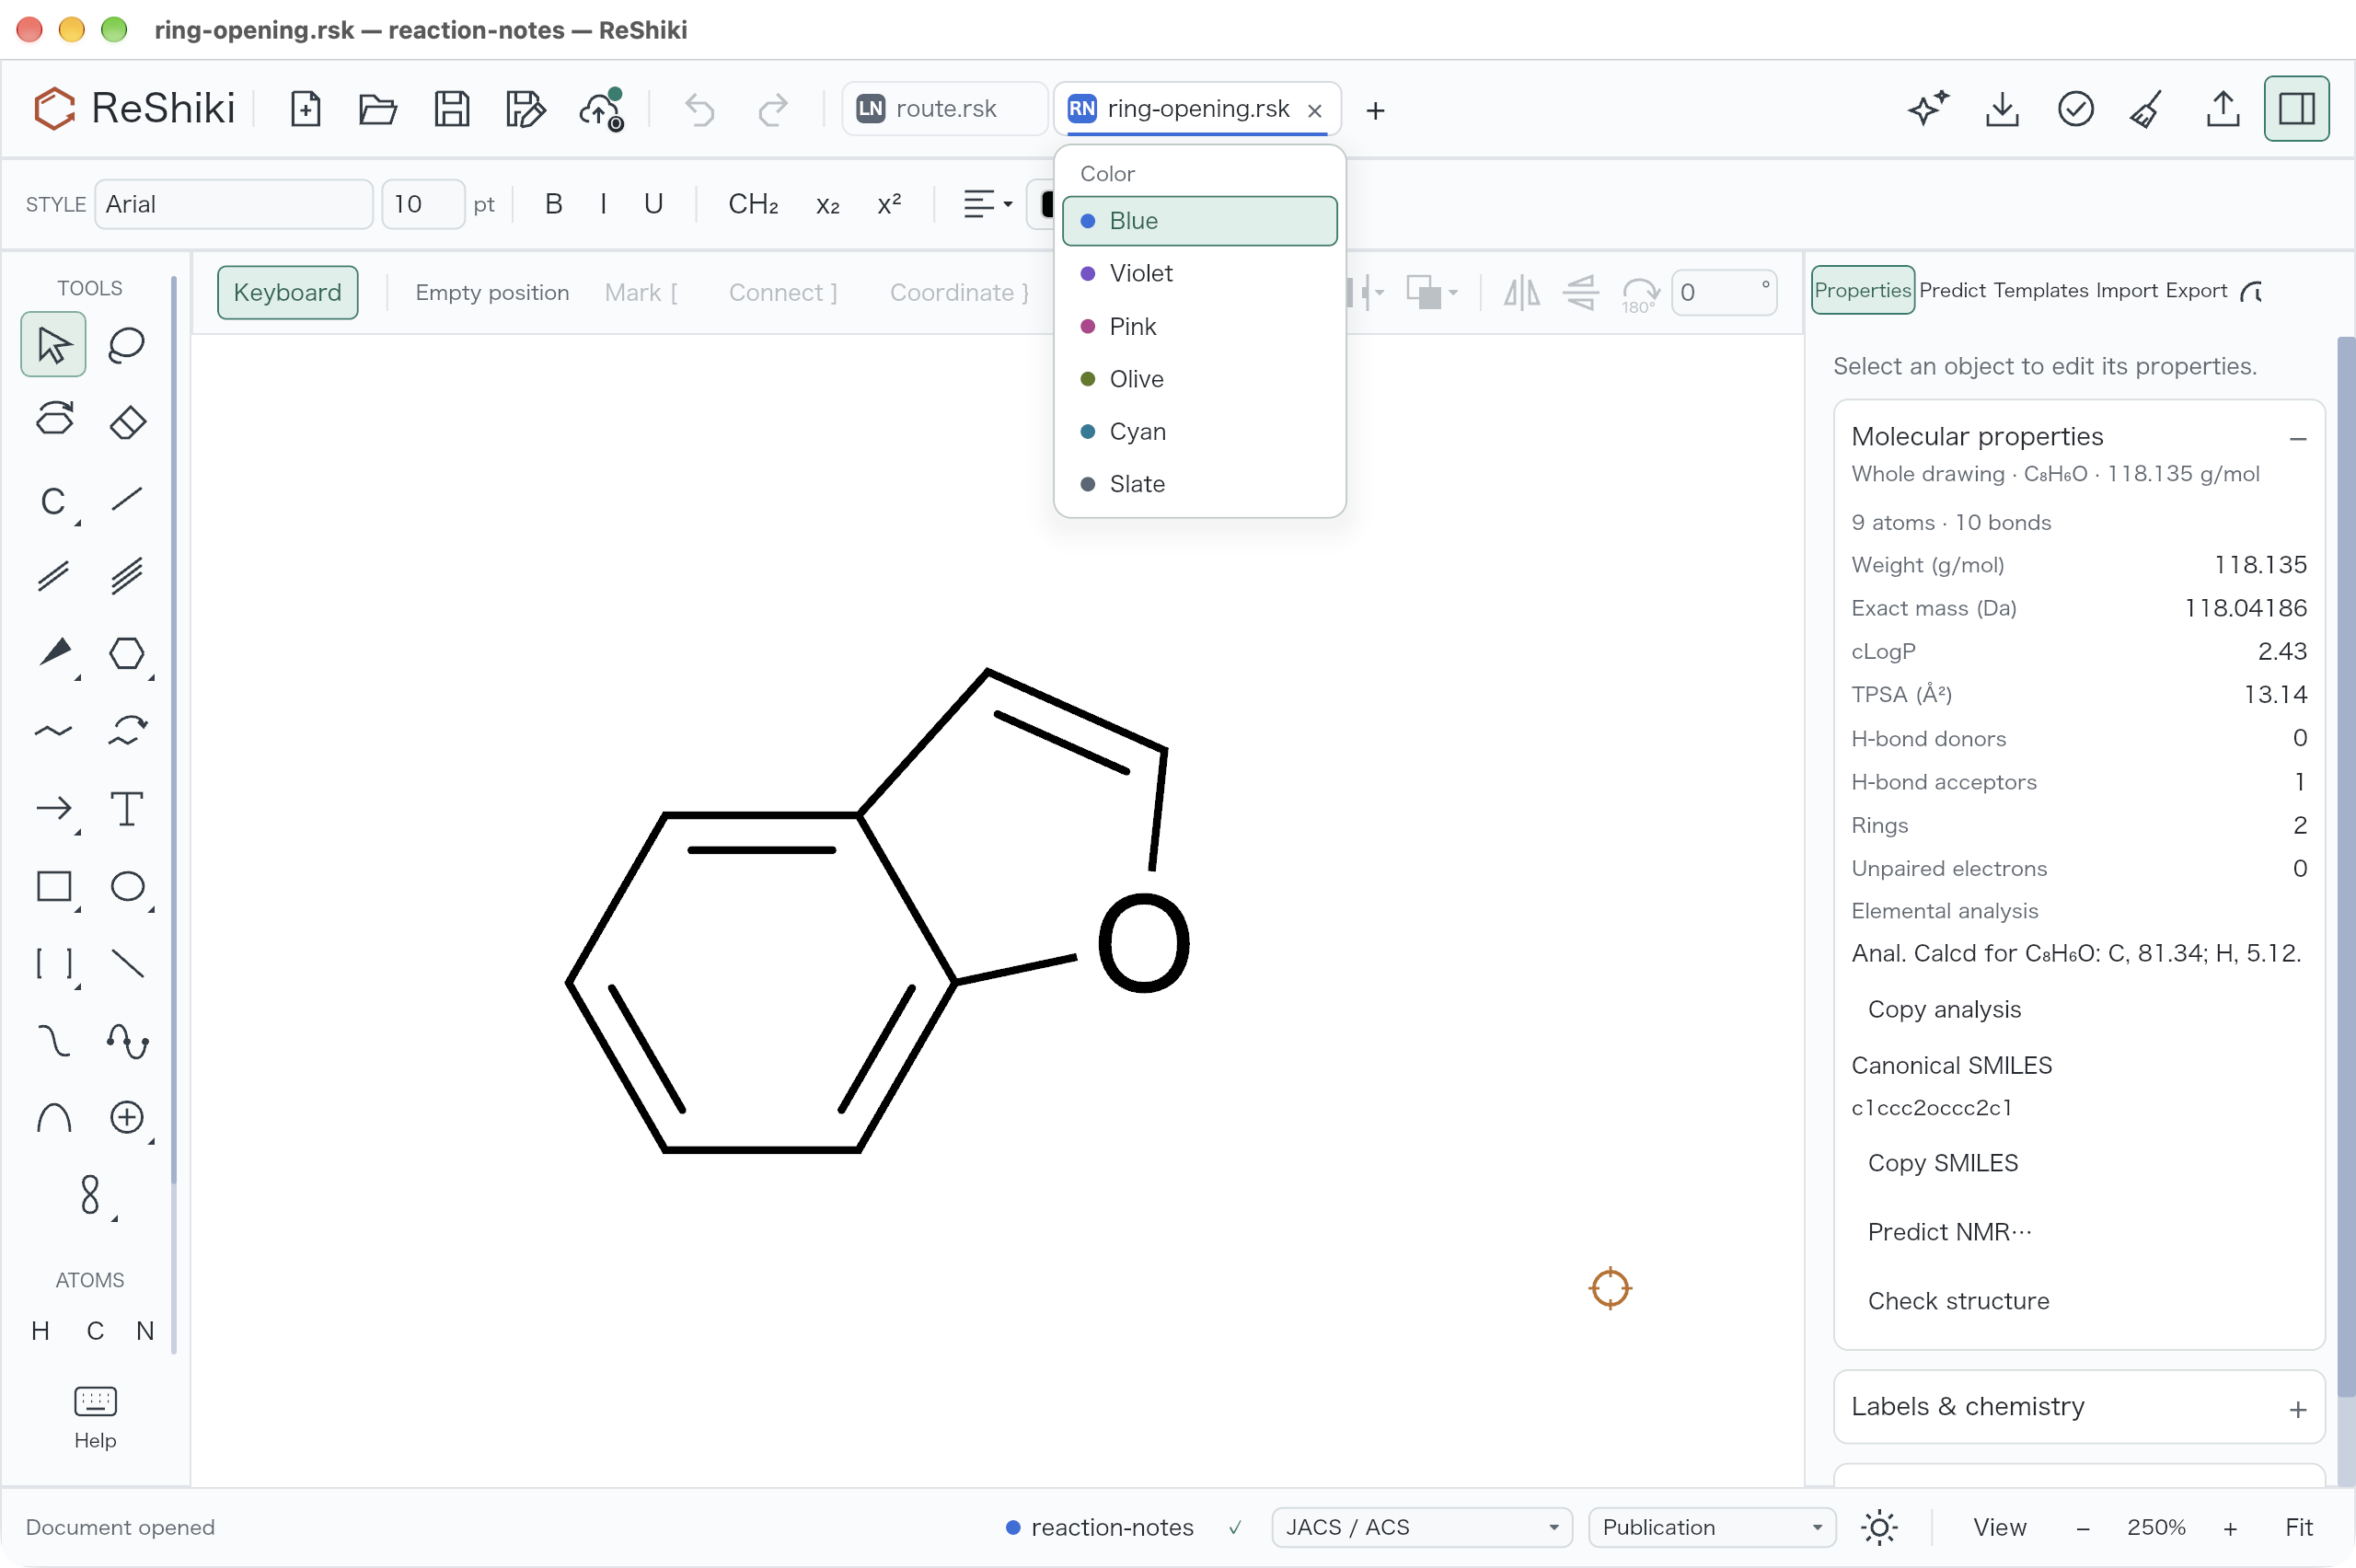 ring-opening.rsk — reaction-notes — ReShiki
ReShiki
LN route.rsk
RN ring-opening.rsk ×
+
STYLE Arial 10 pt B I U CH₂ x₂ x²
Color
Blue
Violet
Pink
Olive
Cyan
Slate
TOOLS
Keyboard Empty position Mark [ Connect ] Coordinate }
180°
0 °
Properties Predict Templates Import Export
C
T
[ ]
ATOMS
H C N
Help
O
Select an object to edit its properties.
Molecular properties −
Whole drawing · C₈H₆O · 118.135 g/mol
9 atoms · 10 bonds
Weight (g/mol) 118.135
Exact mass (Da) 118.04186
cLogP 2.43
TPSA (Å²) 13.14
H-bond donors 0
H-bond acceptors 1
Rings 2
Unpaired electrons 0
Elemental analysis
Anal. Calcd for C₈H₆O: C, 81.34; H, 5.12.
Copy analysis
Canonical SMILES
c1ccc2occc2c1
Copy SMILES
Predict NMR…
Check structure
Labels & chemistry +
Document opened
reaction-notes ✓ JACS / ACS Publication View − 250% + Fit